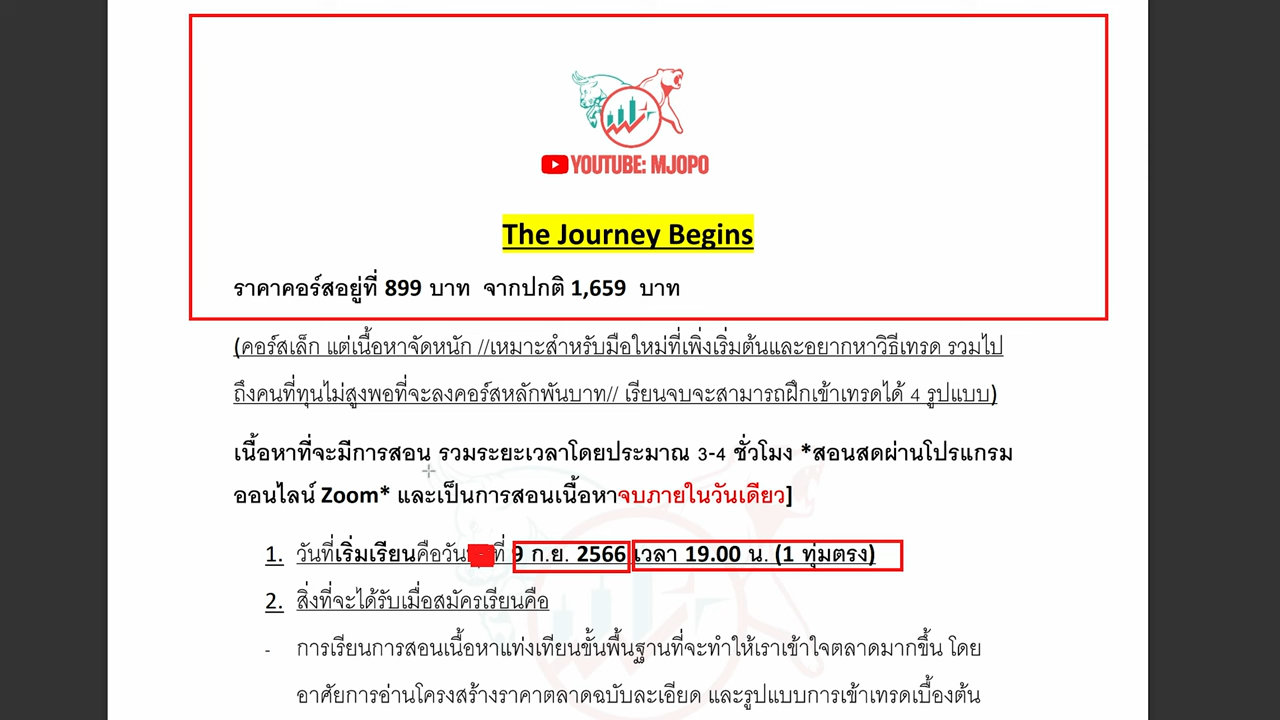 YOUTUBE: MJOPO
The Journey Begins
ราคาคอร์สอยู่ที่ 899 บาท จากปกติ 1,659 บาท
(คอร์สเล็ก แต่เนื้อหาจัดหนัก //เหมาะสำหรับมือใหม่ที่เพิ่งเริ่มต้นและอยากหาวิธีเทรด รวมไป
ถึงคนที่ทุนไม่สูงพอที่จะลงคอร์สหลักพันบาท// เรียนจบจะสามารถฝึกเข้าเทรดได้ 4 รูปแบบ)
เนื้อหาที่จะมีการสอน รวมระยะเวลาโดยประมาณ 3-4 ชั่วโมง *สอนสดผ่านโปรแกรม
ออนไลน์ Zoom* และเป็นการสอนเนื้อหาจบภายในวันเดียว]
1. วันที่เริ่มเรียนคือวัน ที่ 9 ก.ย. 2566 เวลา 19.00 น. (1 ทุ่มตรง)
2. สิ่งที่จะได้รับเมื่อสมัครเรียนคือ
- การเรียนการสอนเนื้อหาแท่งเทียนขั้นพื้นฐานที่จะทำให้เราเข้าใจตลาดมากขึ้น โดย
อาศัยการอ่านโครงสร้างราคาตลาดฉบับละเอียด และรูปแบบการเข้าเทรดเบื้องต้น